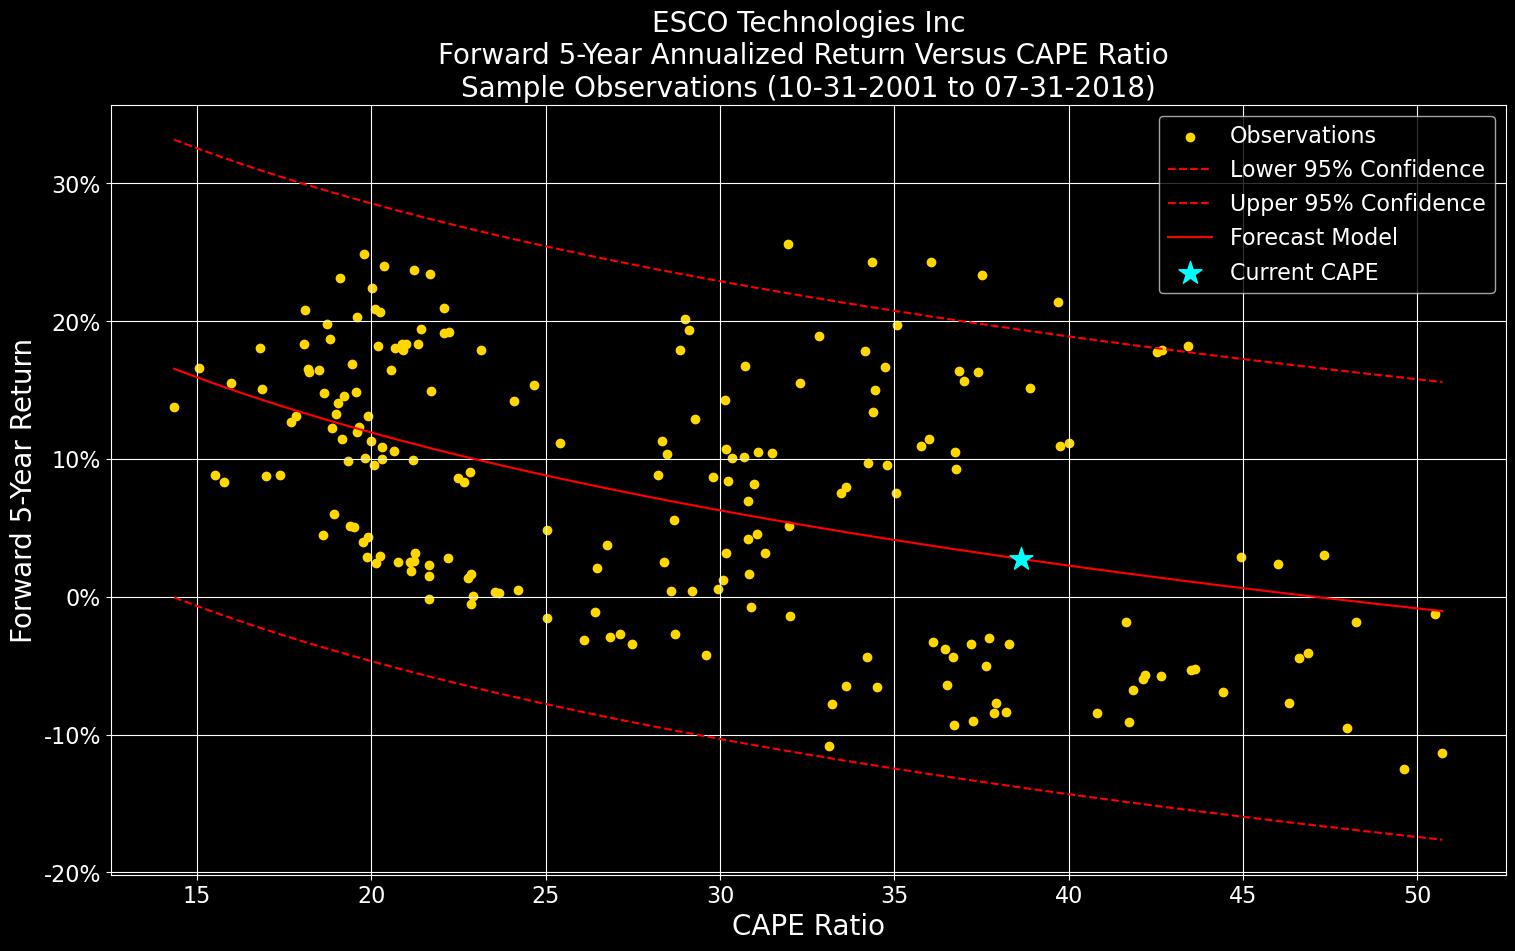 ESCO Technologies Inc
Forward 5-Year Annualized Return Versus CAPE Ratio
Sample Observations (10-31-2001 to 07-31-2018)
Observations
Lower 95% Confidence
Upper 95% Confidence
Forecast Model
Current CAPE
Forward 5-Year Return
30%
20%
10%
0%
-10%
-20%
15 20 25 30 35 40 45 50
CAPE Ratio